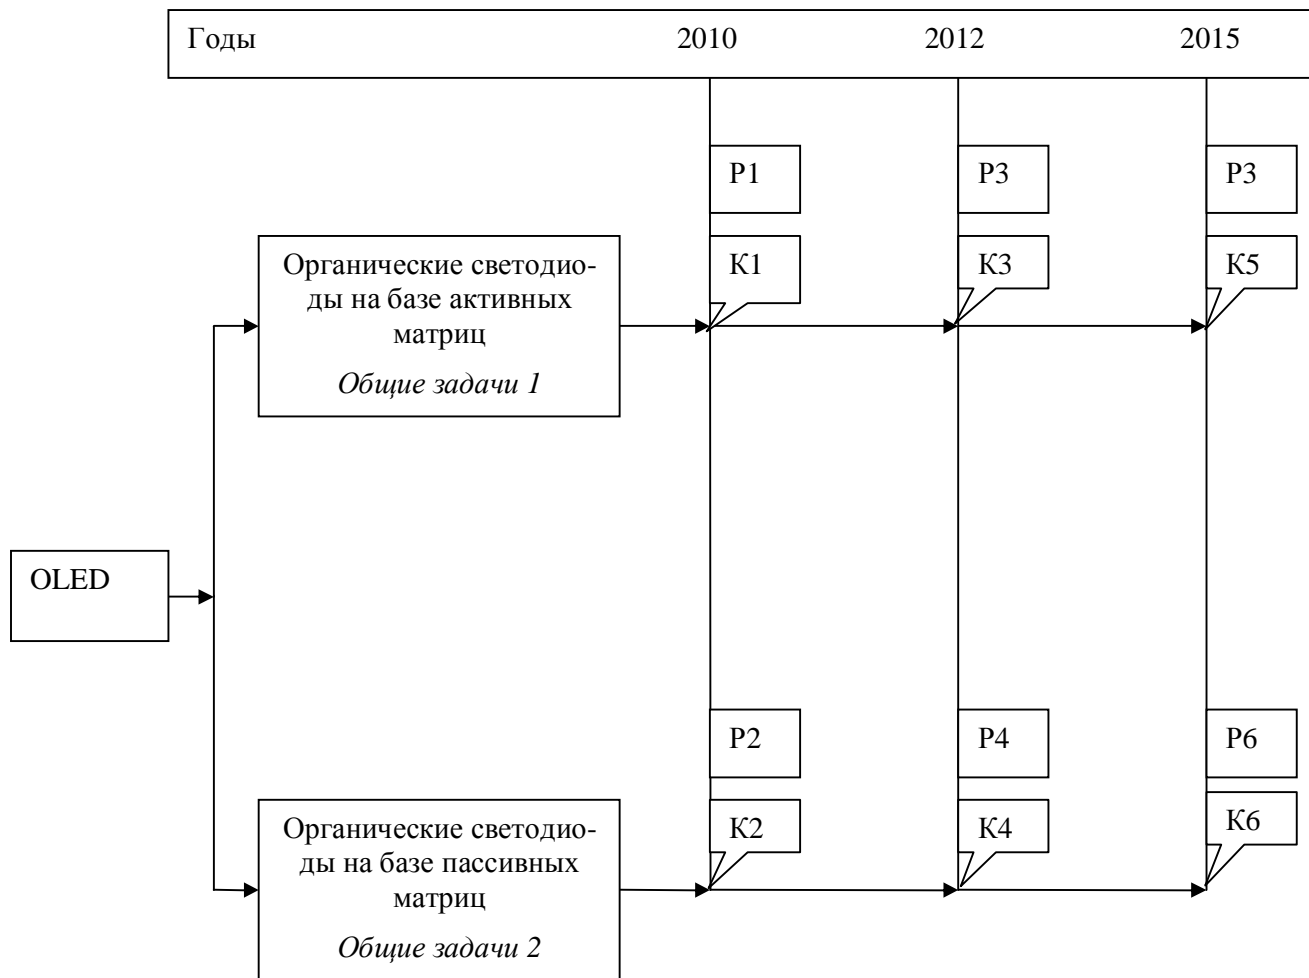 Годы 2010 2012 2015
Р1 Р3 Р3
К1 К3 К5
Органические светодио-
ды на базе активных
матриц
Общие задачи 1
OLED
Р2 Р4 Р6
К2 К4 К6
Органические светодио-
ды на базе пассивных
матриц
Общие задачи 2